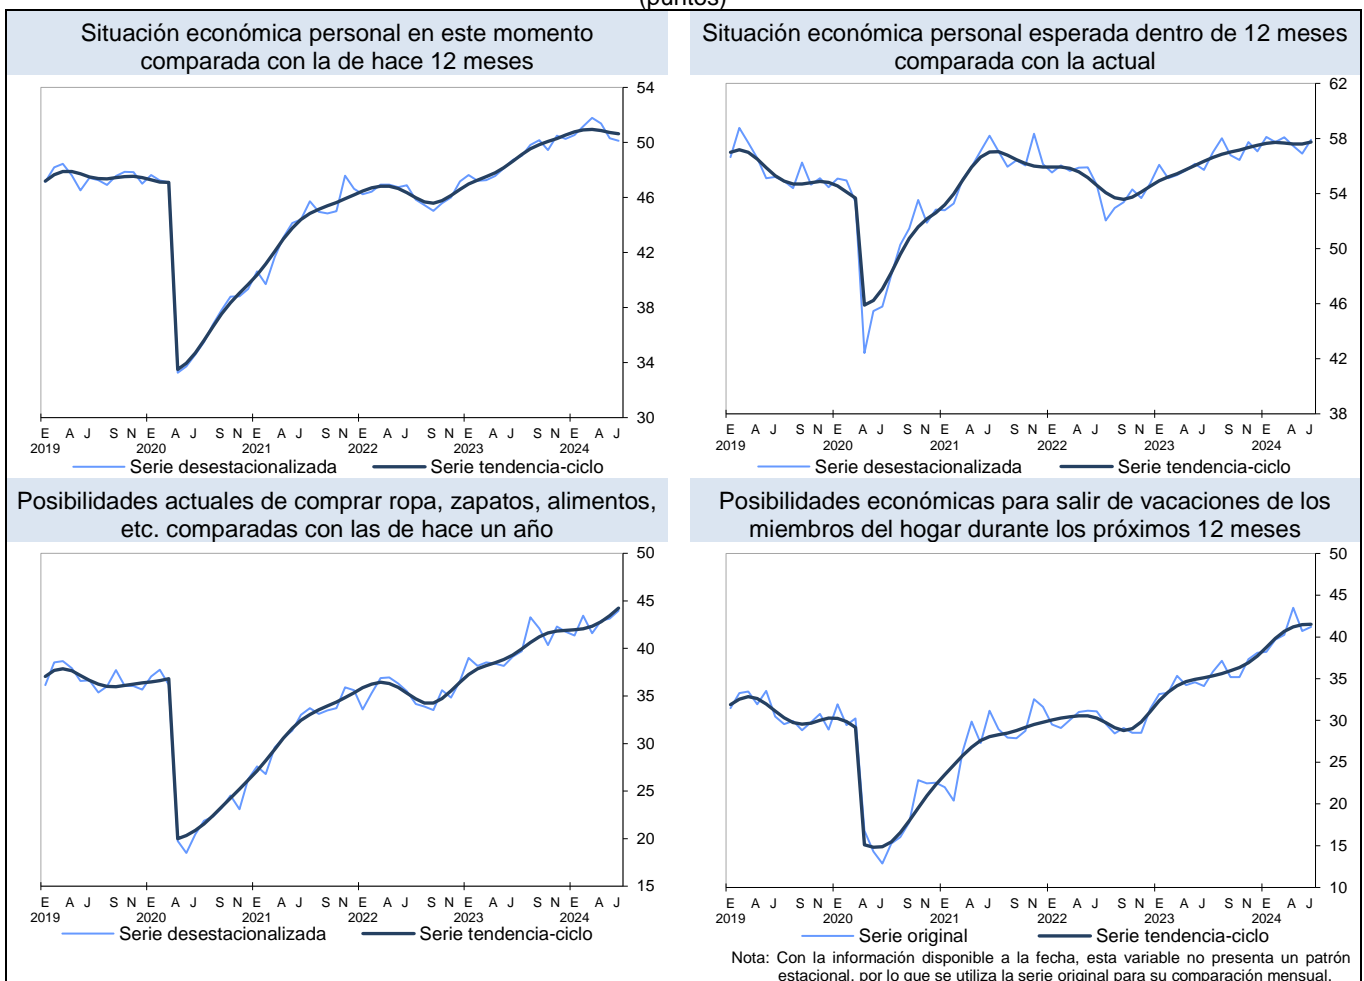 (puntos)
Situación económica personal en este momento
comparada con la de hace 12 meses
54
50
46
42
38
34
30
E A J S N E A J S N E A J S N E A J S N E A J S N E A J
2019 2020 2021 2022 2023 2024
Serie desestacionalizada Serie tendencia-ciclo
Situación económica personal esperada dentro de 12 meses
comparada con la actual
62
58
54
50
46
42
38
E A J S N E A J S N E A J S N E A J S N E A J S N E A J
2019 2020 2021 2022 2023 2024
Serie desestacionalizada Serie tendencia-ciclo
Posibilidades actuales de comprar ropa, zapatos, alimentos,
etc. comparadas con las de hace un año
50
45
40
35
30
25
20
15
E A J S N E A J S N E A J S N E A J S N E A J S N E A J
2019 2020 2021 2022 2023 2024
Serie desestacionalizada Serie tendencia-ciclo
Posibilidades económicas para salir de vacaciones de los
miembros del hogar durante los próximos 12 meses
50
45
40
35
30
25
20
15
10
E A J S N E A J S N E A J S N E A J S N E A J S N E A J
2019 2020 2021 2022 2023 2024
Serie original Serie tendencia-ciclo
Nota: Con la información disponible a la fecha, esta variable no presenta un patrón
estacional, por lo que se utiliza la serie original para su comparación mensual.